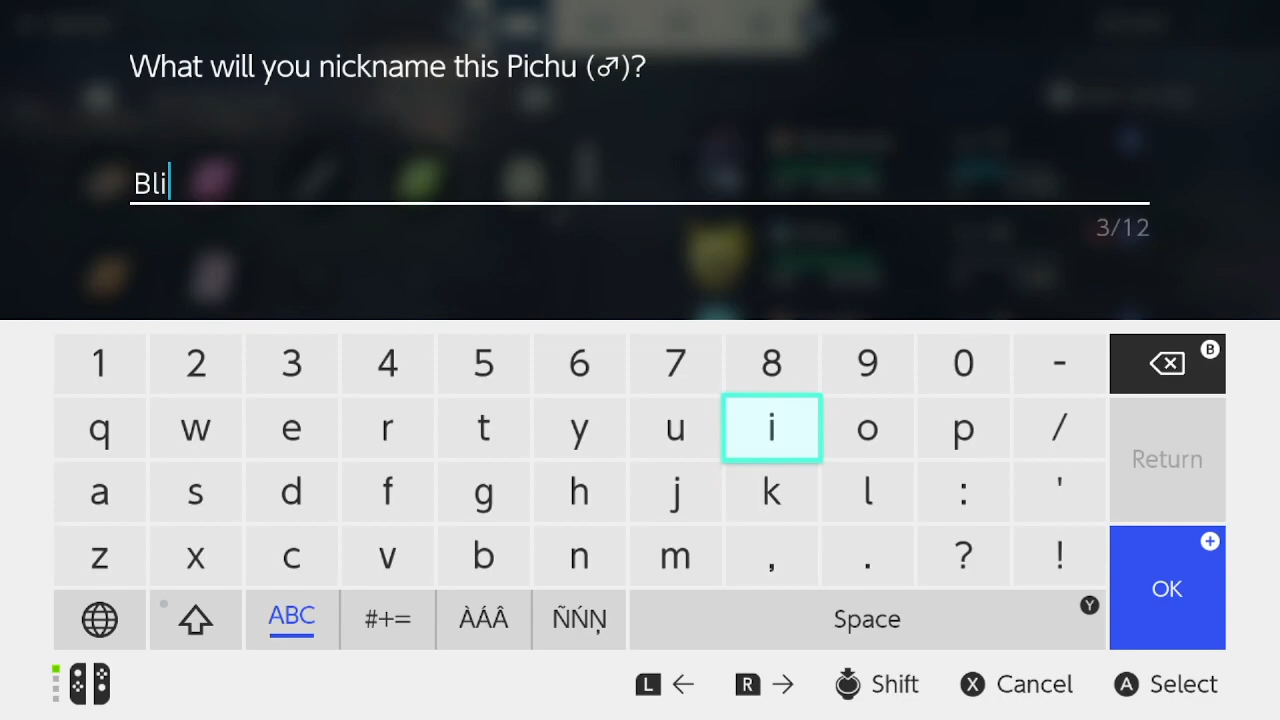 What will you nickname this Pichu (♂)?
Bli
3/12
1 2 3 4 5 6 7 8 9 0 - B
q w e r t y u i o p /
Return
a s d f g h j k l : '
z x c v b n m , . ? ! +
OK
ABC #+= ÀÁÂ ÑŃŅ Space Y
L ← R → Shift X Cancel A Select